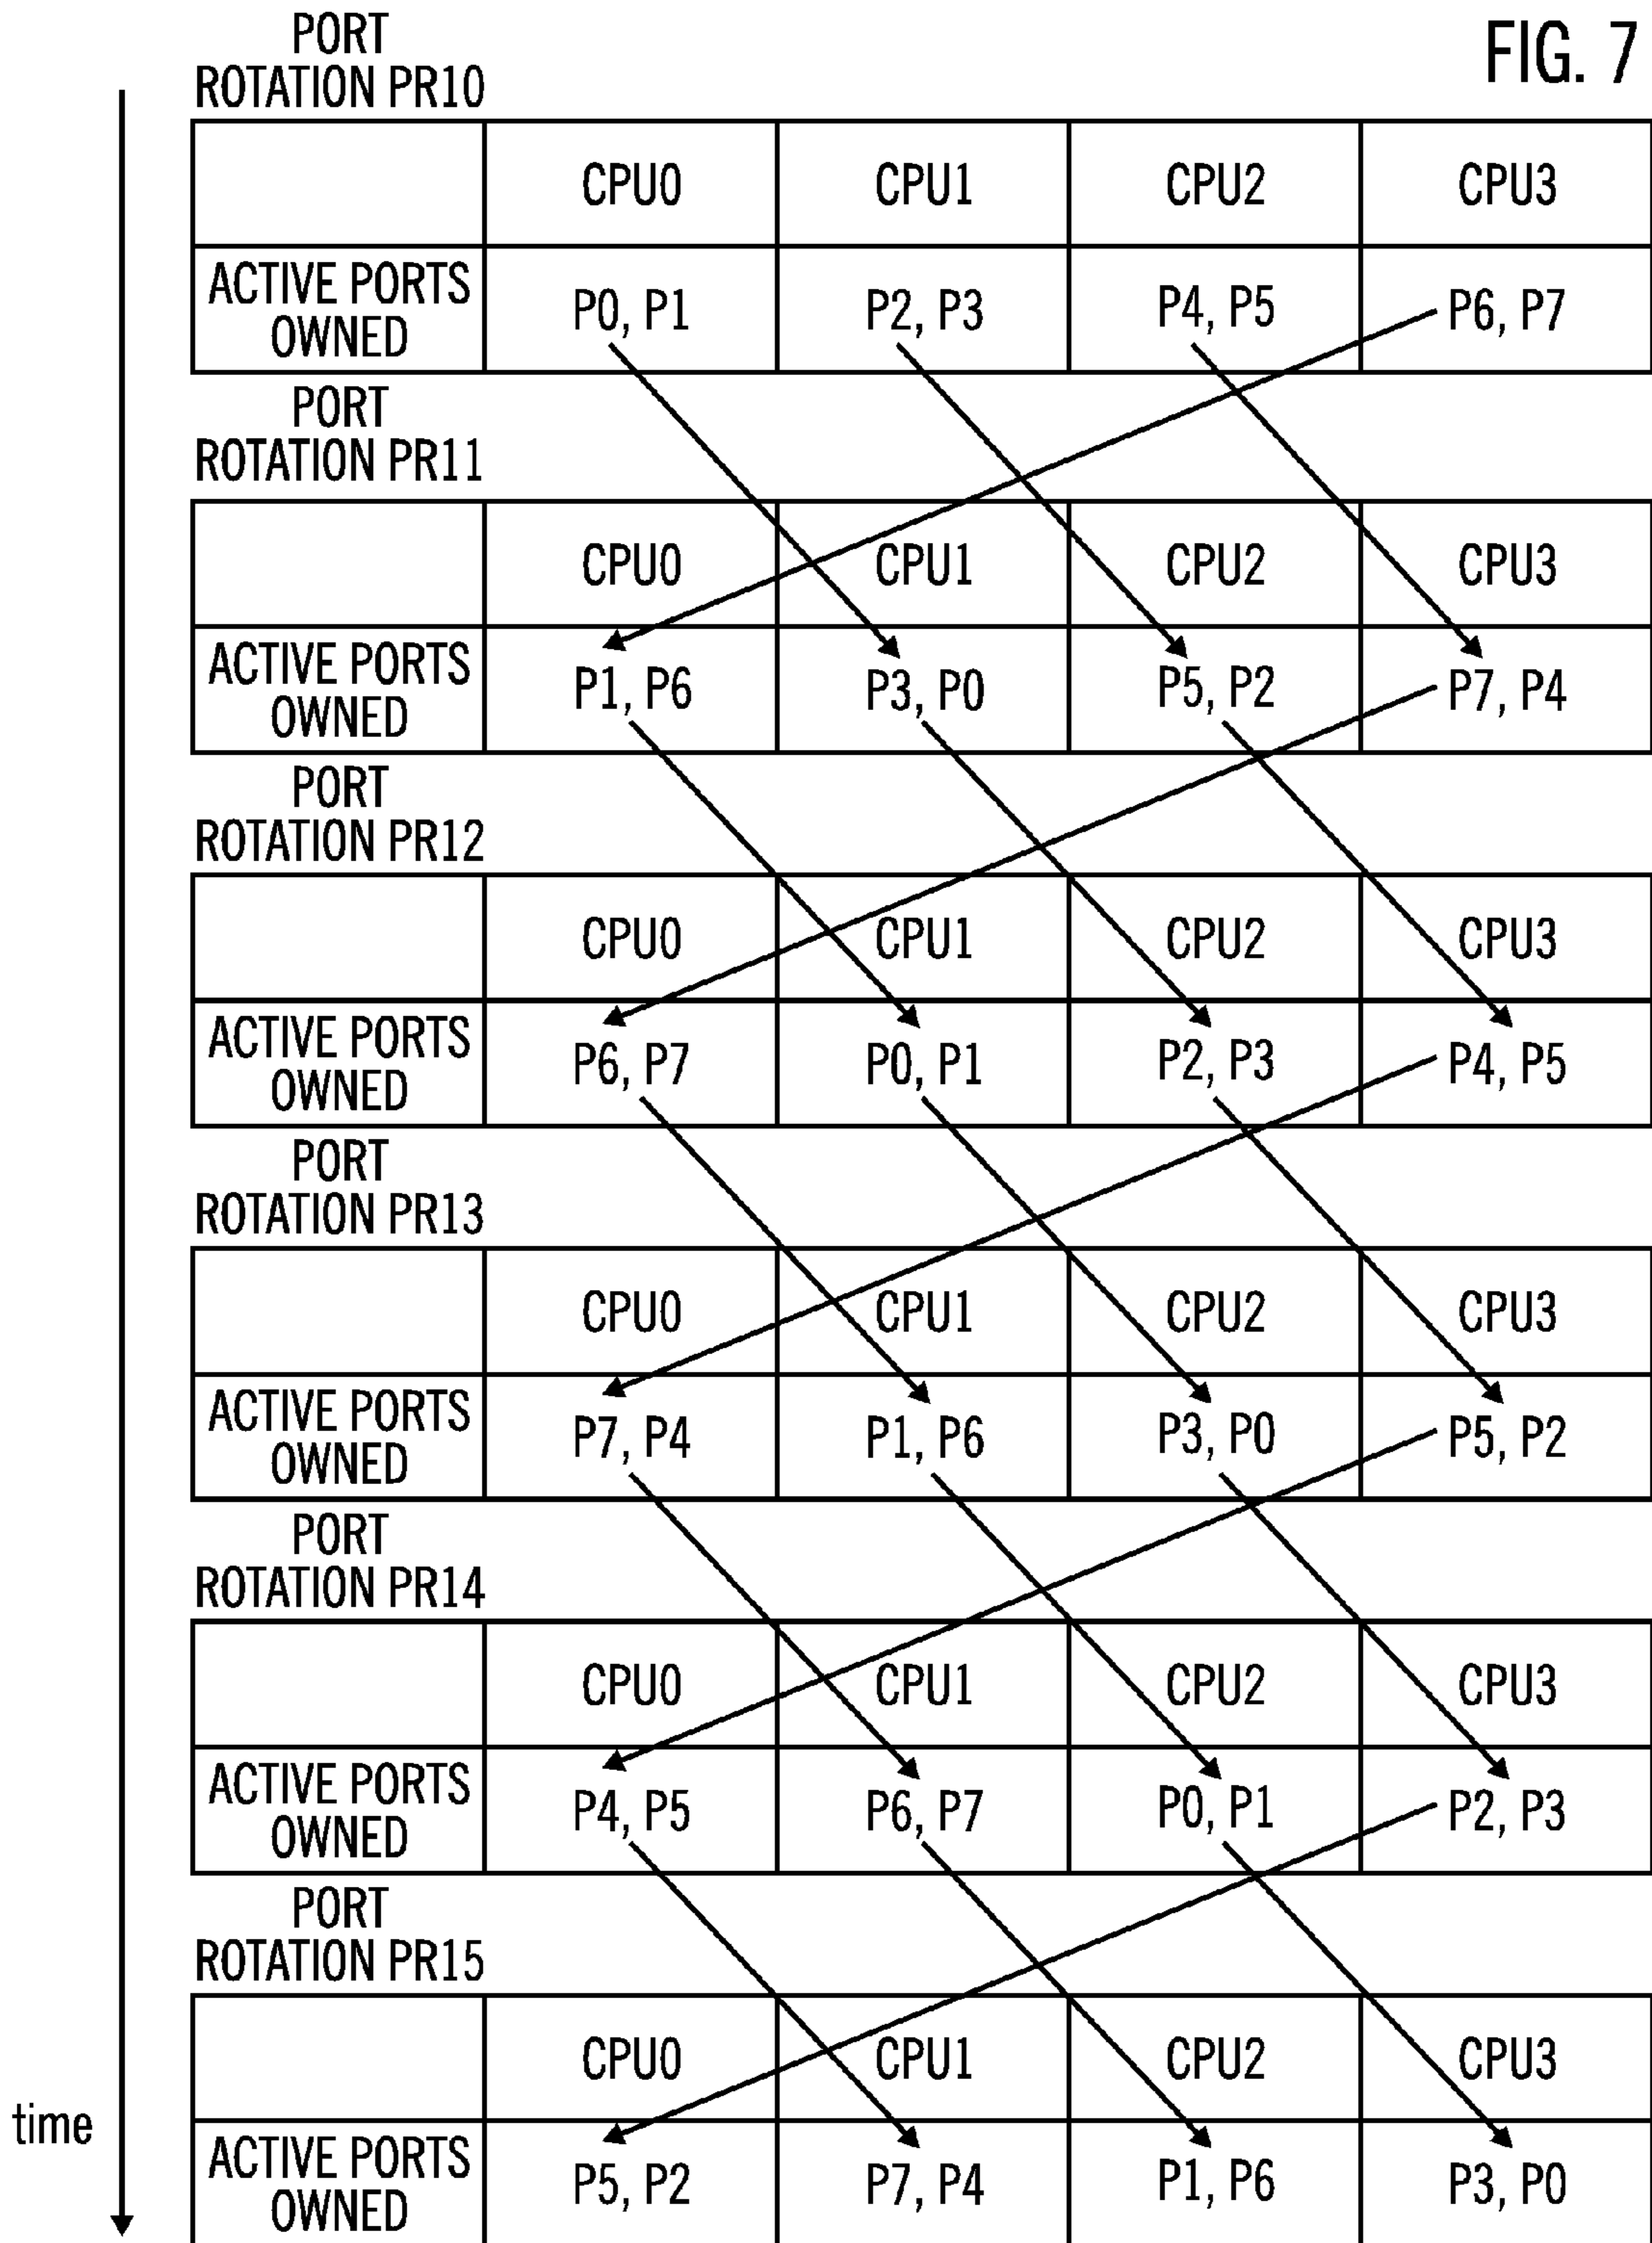 FIG. 7
PORT
ROTATION PR10
CPU0 CPU1 CPU2 CPU3
ACTIVE PORTS
OWNED
P0, P1 P2, P3 P4, P5 P6, P7
PORT
ROTATION PR11
CPU0 CPU1 CPU2 CPU3
ACTIVE PORTS
OWNED
P1, P6 P3, P0 P5, P2 P7, P4
PORT
ROTATION PR12
CPU0 CPU1 CPU2 CPU3
ACTIVE PORTS
OWNED
P6, P7 P0, P1 P2, P3 P4, P5
PORT
ROTATION PR13
CPU0 CPU1 CPU2 CPU3
ACTIVE PORTS
OWNED
P7, P4 P1, P6 P3, P0 P5, P2
PORT
ROTATION PR14
CPU0 CPU1 CPU2 CPU3
ACTIVE PORTS
OWNED
P4, P5 P6, P7 P0, P1 P2, P3
PORT
ROTATION PR15
CPU0 CPU1 CPU2 CPU3
time
ACTIVE PORTS
OWNED
P5, P2 P7, P4 P1, P6 P3, P0